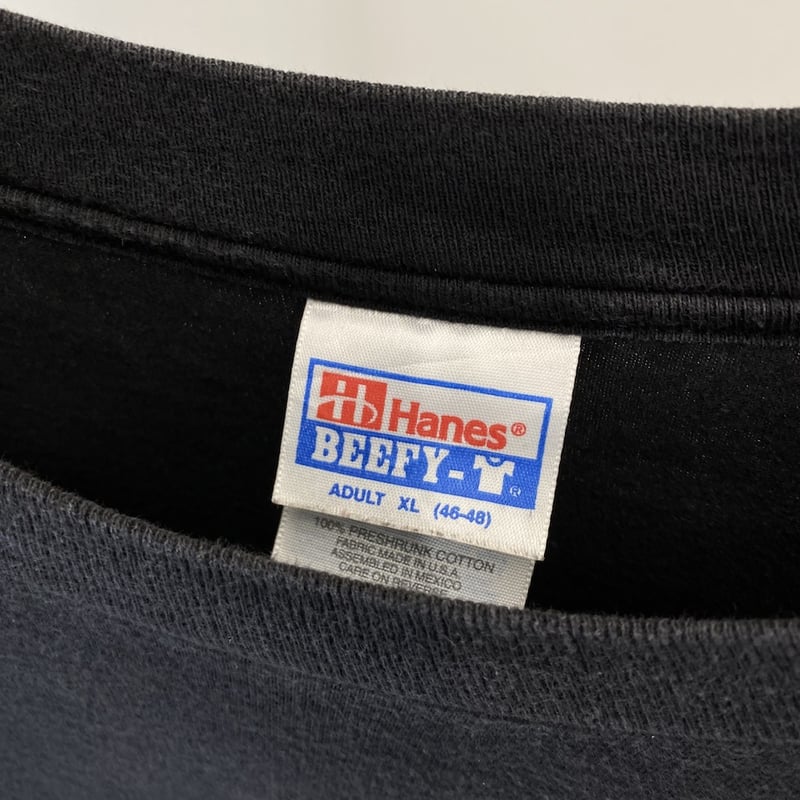 Hanes®
BEEFY-T®
ADULT XL (46-48)
100% PRESHRUNK COTTON
FABRIC MADE IN U.S.A
ASSEMBLED IN MEXICO
CARE ON REVERSE